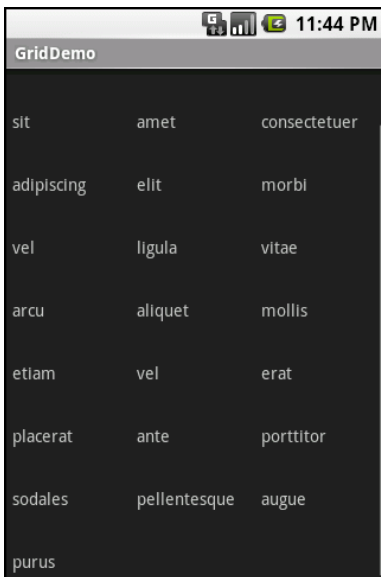 11:44 PM
GridDemo
sit amet consectetuer
adipiscing elit morbi
vel ligula vitae
arcu aliquet mollis
etiam vel erat
placerat ante porttitor
sodales pellentesque augue
purus